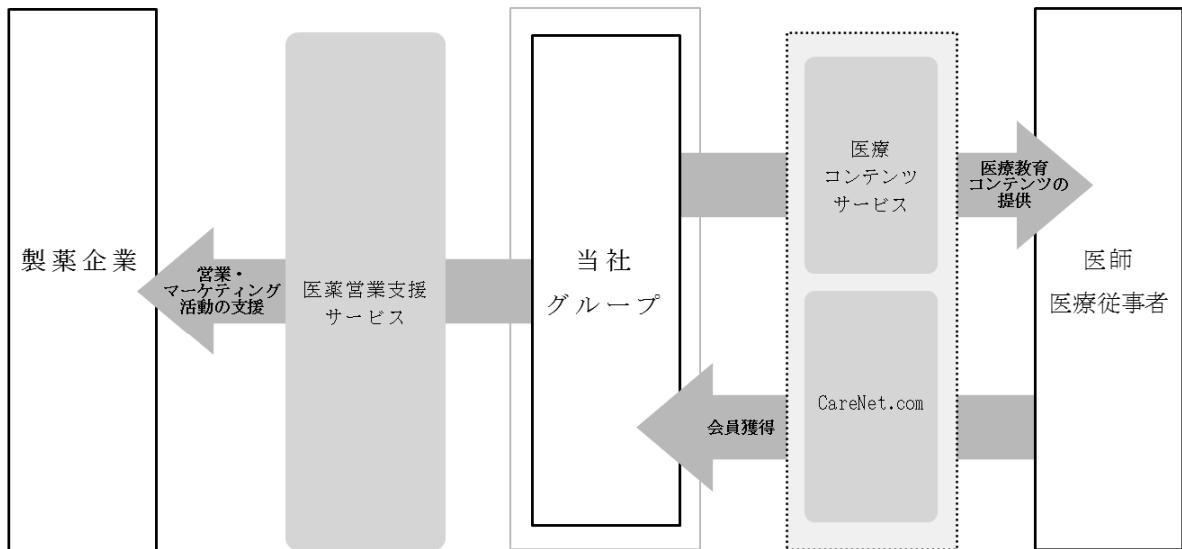 製薬企業
営業・
マーケティング
活動の支援
医薬営業支援
サービス
当社
グループ
医療
コンテンツ
サービス
医療教育
コンテンツの
提供
医師
医療従事者
会員獲得
CareNet.com